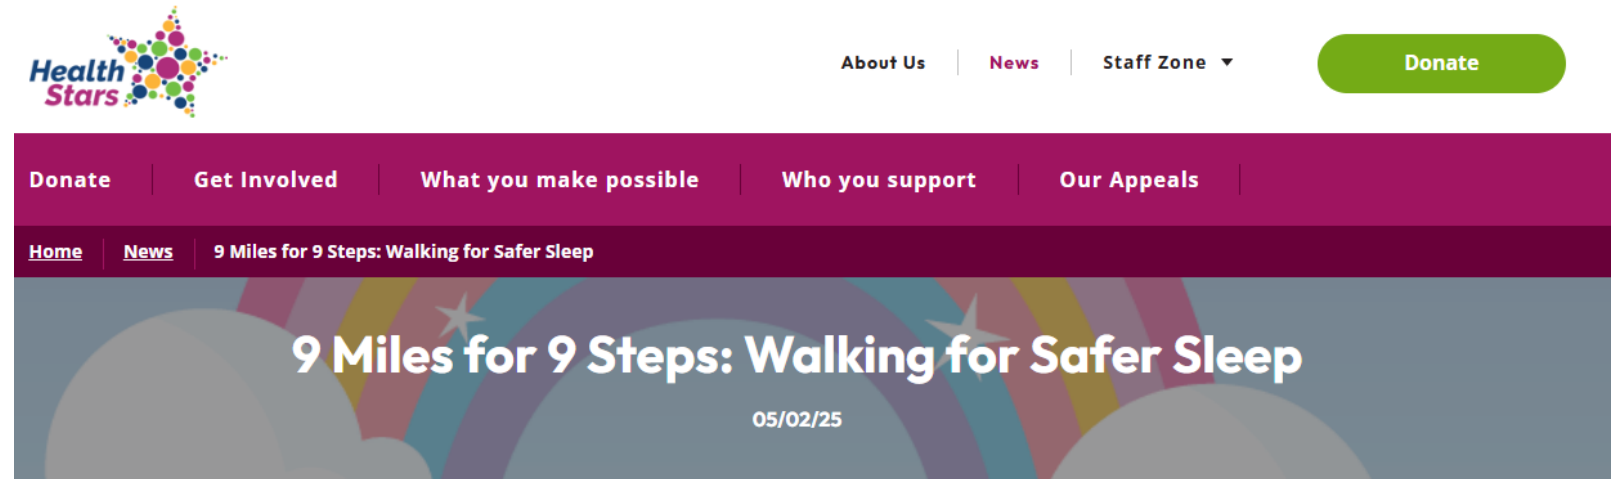 Health
Stars
About Us
News
Staff Zone
Donate
Donate
Get Involved
What you make possible
Who you support
Our Appeals
Home
News
9 Miles for 9 Steps: Walking for Safer Sleep
9 Miles for 9 Steps: Walking for Safer Sleep
05/02/25